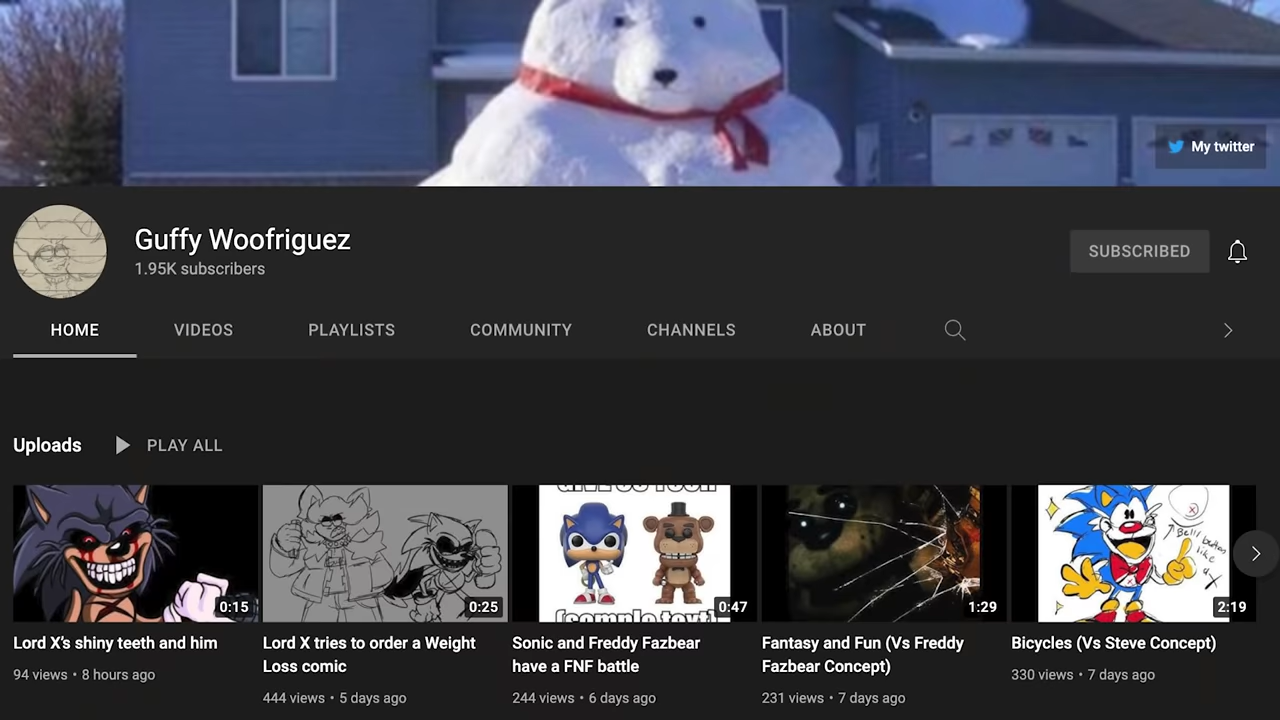 My twitter
Guffy Woofriguez
1.95K subscribers
SUBSCRIBED
HOME
VIDEOS
PLAYLISTS
COMMUNITY
CHANNELS
ABOUT
Uploads
PLAY ALL
0:15
0:25
0:47
1:29
2:19
Belly button
like
a
Lord X's shiny teeth and him
94 views • 8 hours ago
Lord X tries to order a Weight
Loss comic
444 views • 5 days ago
Sonic and Freddy Fazbear
have a FNF battle
244 views • 6 days ago
Fantasy and Fun (Vs Freddy
Fazbear Concept)
231 views • 7 days ago
Bicycles (Vs Steve Concept)
330 views • 7 days ago